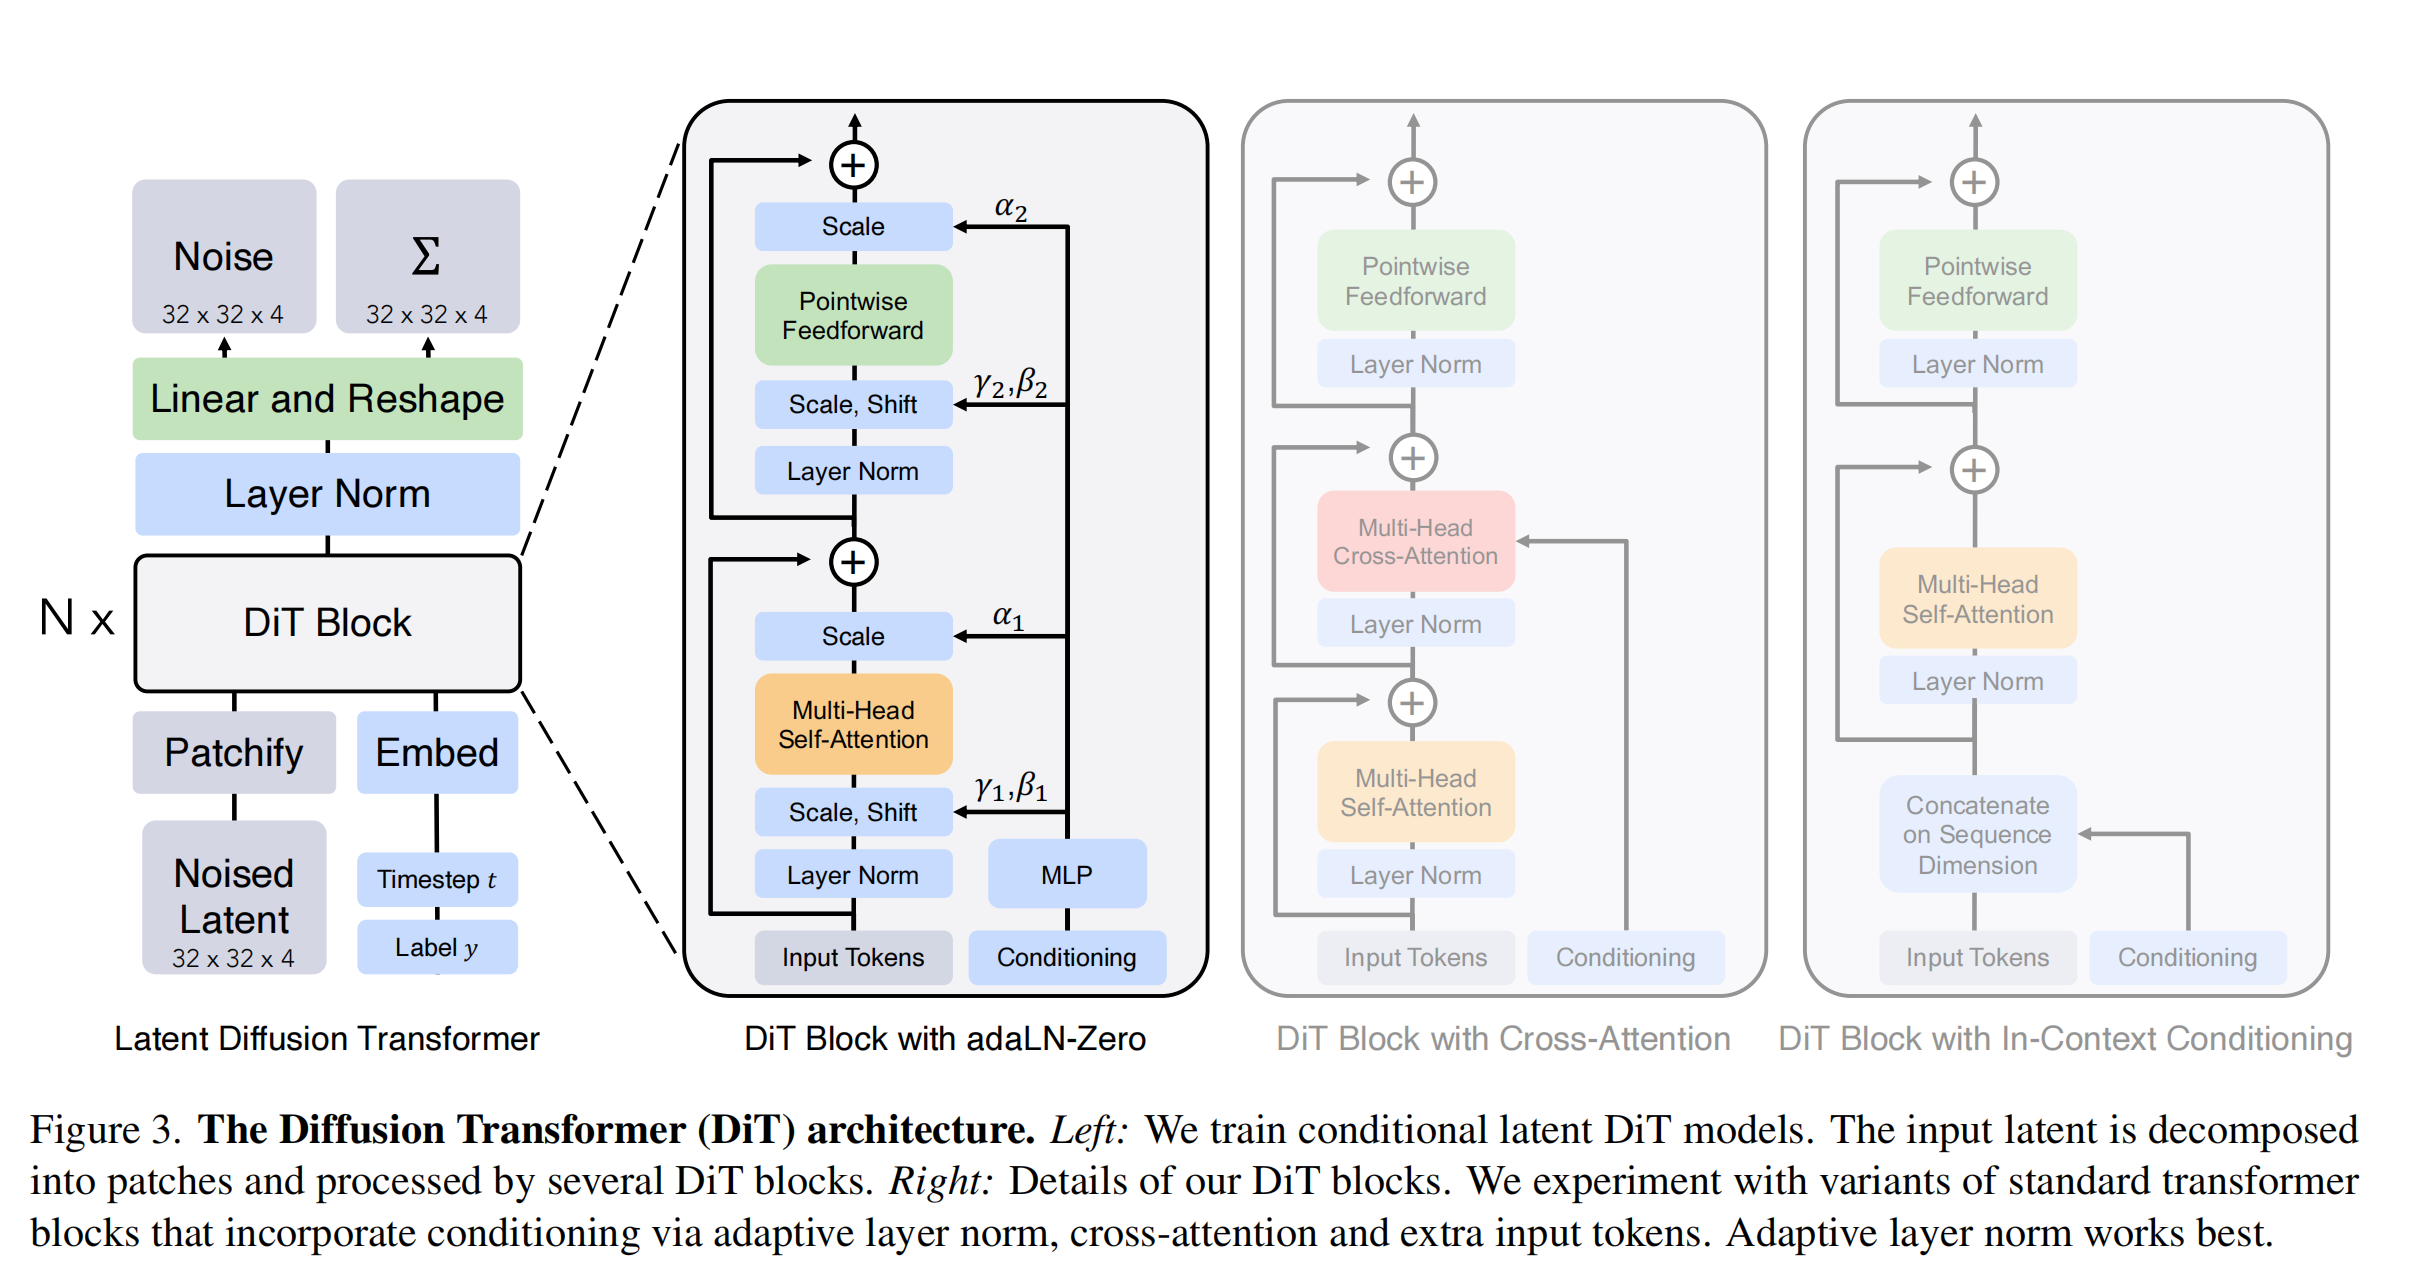 Noise
32 x 32 x 4
Σ
32 x 32 x 4
Linear and Reshape
Layer Norm
N x
DiT Block
Patchify
Embed
Noised
Latent
32 x 32 x 4
Timestep t
Label y
Latent Diffusion Transformer
+
Scale
α₂
Pointwise
Feedforward
Scale, Shift
γ₂,β₂
Layer Norm
+
Scale
α₁
Multi-Head
Self-Attention
Scale, Shift
γ₁,β₁
Layer Norm
MLP
Input Tokens
Conditioning
DiT Block with adaLN-Zero
+
Pointwise
Feedforward
Layer Norm
+
Multi-Head
Cross-Attention
Layer Norm
+
Multi-Head
Self-Attention
Layer Norm
Input Tokens
Conditioning
DiT Block with Cross-Attention
+
Pointwise
Feedforward
Layer Norm
+
Multi-Head
Self-Attention
Layer Norm
Concatenate
on Sequence
Dimension
Input Tokens
Conditioning
DiT Block with In-Context Conditioning
Figure 3. The Diffusion Transformer (DiT) architecture. Left: We train conditional latent DiT models. The input latent is decomposed
into patches and processed by several DiT blocks. Right: Details of our DiT blocks. We experiment with variants of standard transformer
blocks that incorporate conditioning via adaptive layer norm, cross-attention and extra input tokens. Adaptive layer norm works best.